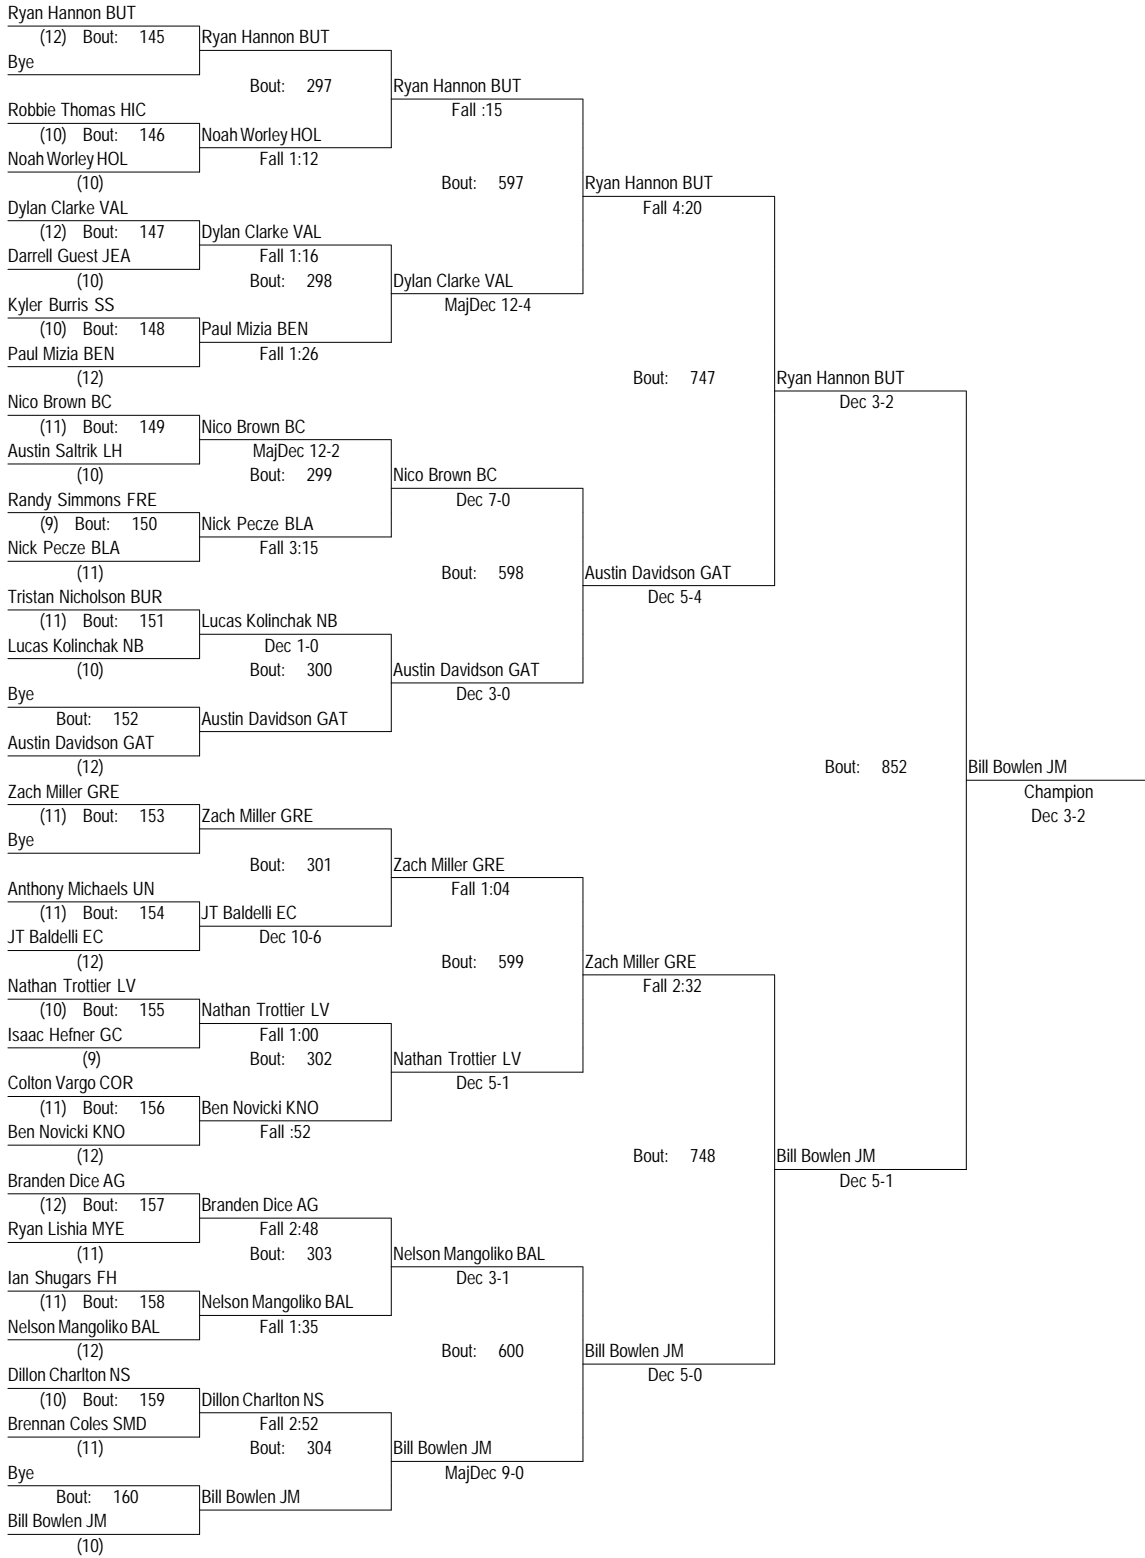 Ryan Hannon BUT
(12) Bout: 145 Ryan Hannon BUT
Bye
Bout: 297 Ryan Hannon BUT
Robbie Thomas HIC Fall :15
(10) Bout: 146 Noah Worley HOL
Noah Worley HOL Fall 1:12
(10) Bout: 597 Ryan Hannon BUT
Dylan Clarke VAL Fall 4:20
(12) Bout: 147 Dylan Clarke VAL
Darrell Guest JEA Fall 1:16
(10) Bout: 298 Dylan Clarke VAL
Kyler Burris SS MajDec 12-4
(10) Bout: 148 Paul Mizia BEN
Paul Mizia BEN Fall 1:26
(12) Bout: 747 Ryan Hannon BUT
Nico Brown BC Dec 3-2
(11) Bout: 149 Nico Brown BC
Austin Saltrik LH MajDec 12-2
(10) Bout: 299 Nico Brown BC
Randy Simmons FRE Dec 7-0
(9) Bout: 150 Nick Pecze BLA
Nick Pecze BLA Fall 3:15
(11) Bout: 598 Austin Davidson GAT
Tristan Nicholson BUR Dec 5-4
(11) Bout: 151 Lucas Kolinchak NB
Lucas Kolinchak NB Dec 1-0
(10) Bout: 300 Austin Davidson GAT
Bye Dec 3-0
Bout: 152 Austin Davidson GAT
Austin Davidson GAT
(12) Bout: 852 Bill Bowlen JM
Zach Miller GRE Champion
(11) Bout: 153 Zach Miller GRE Dec 3-2
Bye
Bout: 301 Zach Miller GRE
Anthony Michaels UN Fall 1:04
(11) Bout: 154 JT Baldelli EC
JT Baldelli EC Dec 10-6
(12) Bout: 599 Zach Miller GRE
Nathan Trottier LV Fall 2:32
(10) Bout: 155 Nathan Trottier LV
Isaac Hefner GC Fall 1:00
(9) Bout: 302 Nathan Trottier LV
Colton Vargo COR Dec 5-1
(11) Bout: 156 Ben Novicki KNO
Ben Novicki KNO Fall :52
(12) Bout: 748 Bill Bowlen JM
Branden Dice AG Dec 5-1
(12) Bout: 157 Branden Dice AG
Ryan Lishia MYE Fall 2:48
(11) Bout: 303 Nelson Mangoliko BAL
Ian Shugars FH Dec 3-1
(11) Bout: 158 Nelson Mangoliko BAL
Nelson Mangoliko BAL Fall 1:35
(12) Bout: 600 Bill Bowlen JM
Dillon Charlton NS Dec 5-0
(10) Bout: 159 Dillon Charlton NS
Brennan Coles SMD Fall 2:52
(11) Bout: 304 Bill Bowlen JM
Bye MajDec 9-0
Bout: 160 Bill Bowlen JM
Bill Bowlen JM
(10)